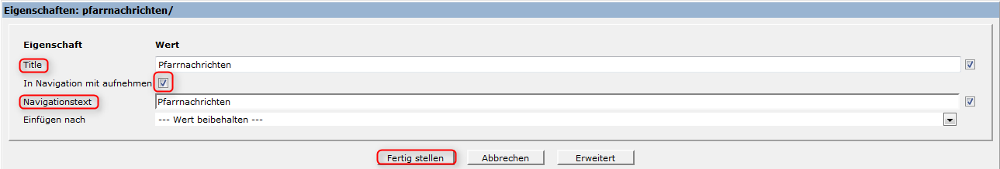 Eigenschaften: pfarrnachrichten/
Eigenschaft Wert
Title Pfarrnachrichten
In Navigation mit aufnehmen
Navigationstext Pfarrnachrichten
Einfügen nach --- Wert beibehalten ---
Fertig stellen Abbrechen Erweitert